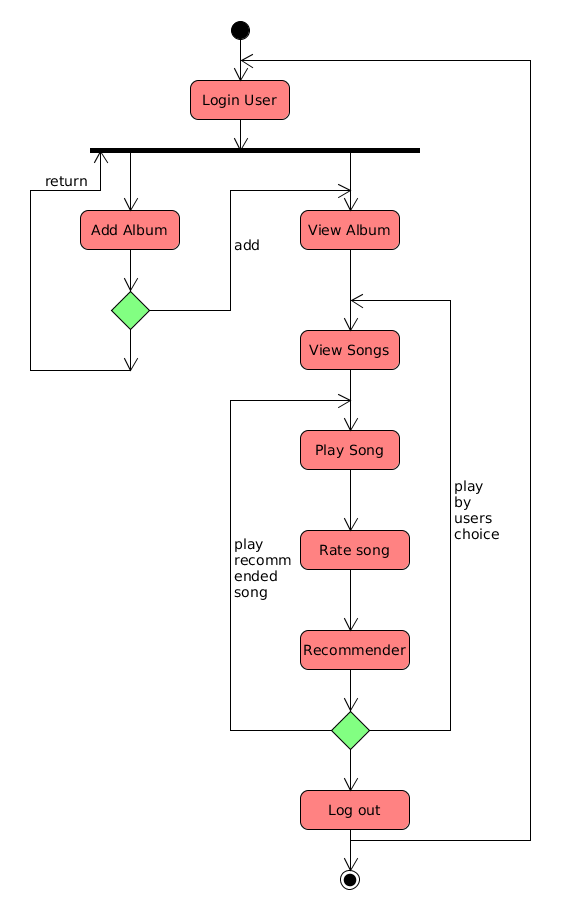 Login User
return
Add Album
View Album
add
View Songs
Play Song
play
by
users
choice
Rate song
play
recomm
ended
song
Recommender
Log out